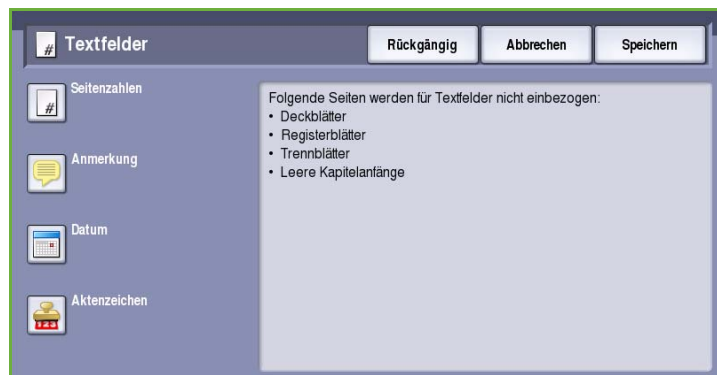 # Textfelder
Rückgängig
Abbrechen
Speichern
# Seitenzahlen
Anmerkung
Datum
123 Aktenzeichen
Folgende Seiten werden für Textfelder nicht einbezogen:
• Deckblätter
• Registerblätter
• Trennblätter
• Leere Kapitelanfänge